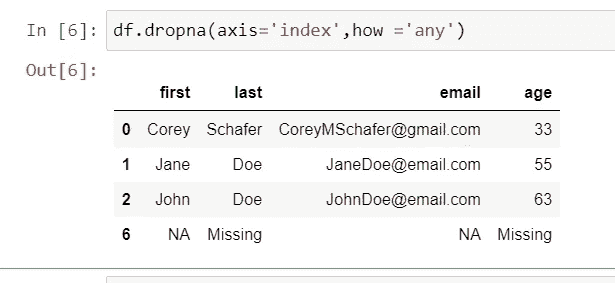 In [6]: df.dropna(axis='index',how ='any')
Out[6]:
first last email age
0 Corey Schafer CoreyMSchafer@gmail.com 33
1 Jane Doe JaneDoe@email.com 55
2 John Doe JohnDoe@email.com 63
6 NA Missing NA Missing